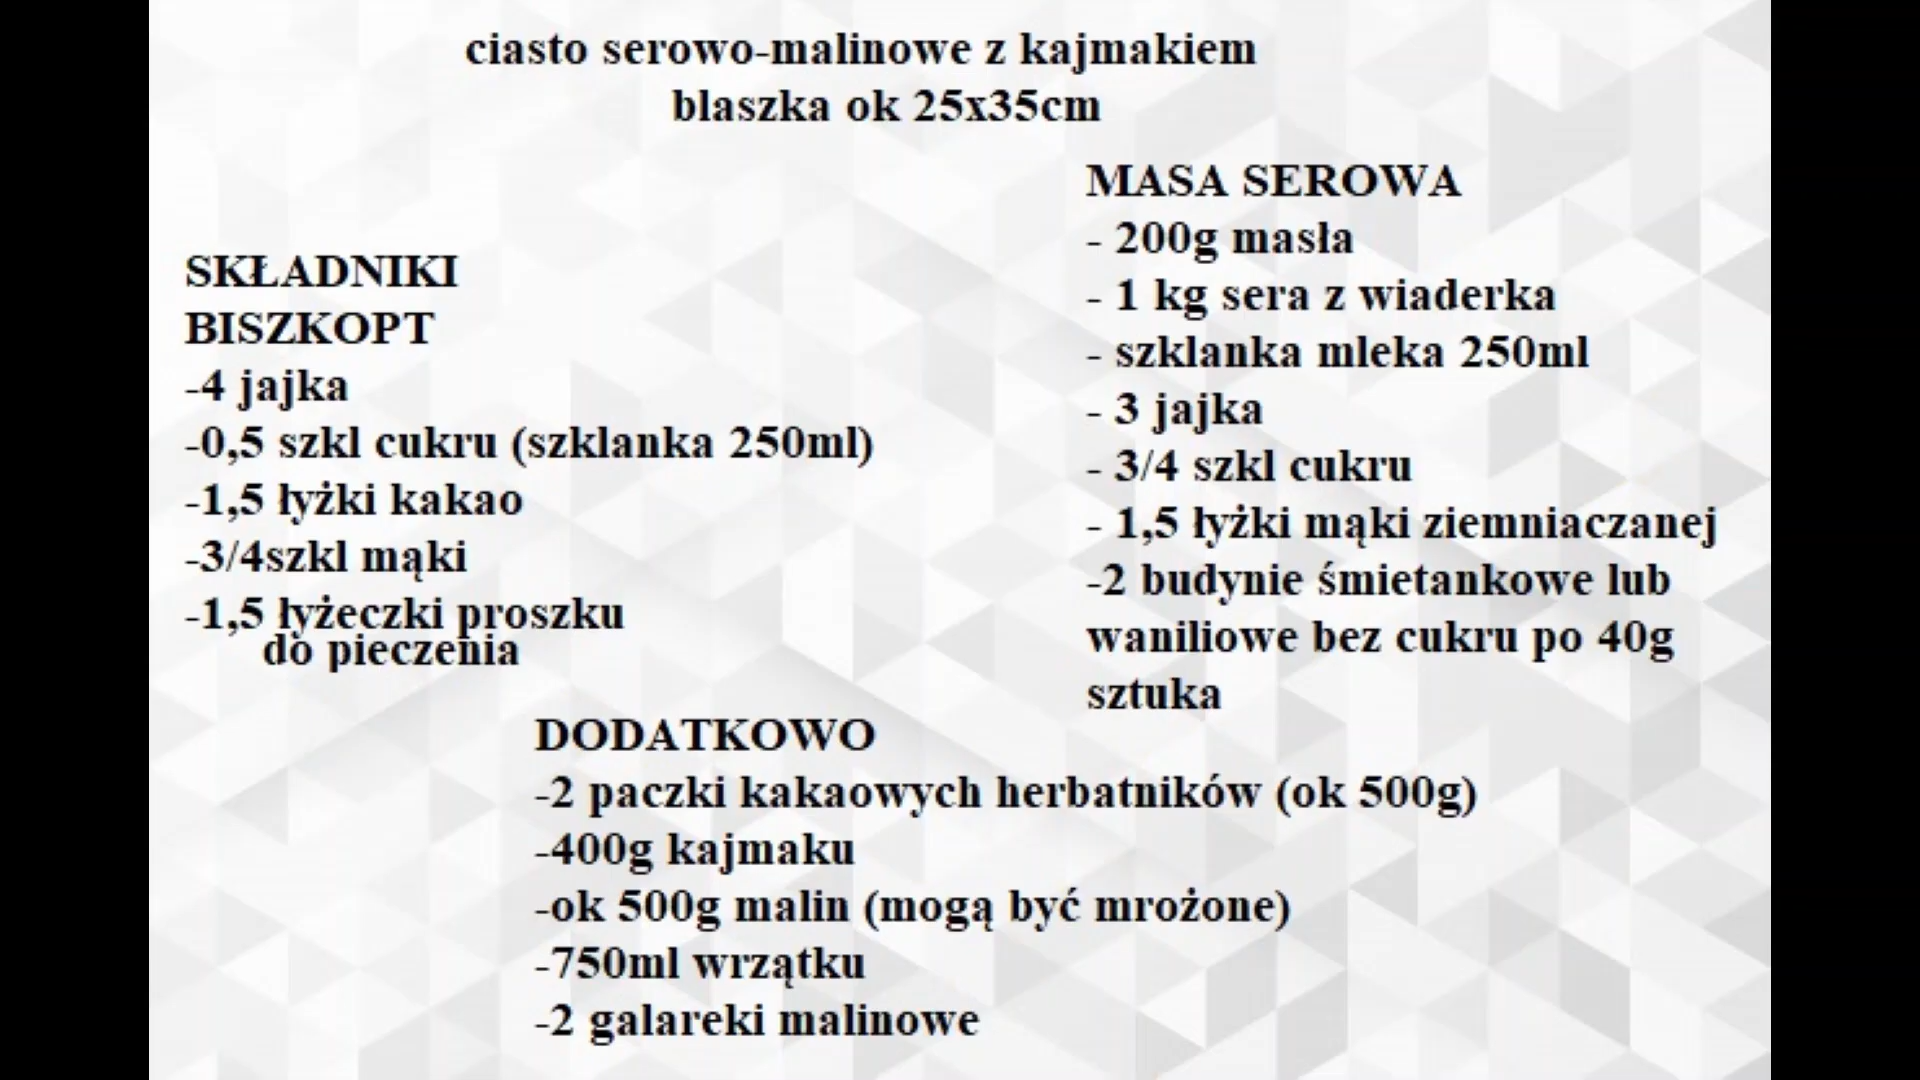 ciasto serowo-malinowe z kajmakiem
blaszka ok 25x35cm
SKŁADNIKI
BISZKOPT
-4 jajka
-0,5 szkl cukru (szklanka 250ml)
-1,5 łyżki kakao
-3/4szkl mąki
-1,5 łyżeczki proszku
do pieczenia
MASA SEROWA
- 200g masła
- 1 kg sera z wiaderka
- szklanka mleka 250ml
- 3 jajka
- 3/4 szkl cukru
- 1,5 łyżki mąki ziemniaczanej
-2 budynie śmietankowe lub
waniliowe bez cukru po 40g
sztuka
DODATKOWO
-2 paczki kakaowych herbatników (ok 500g)
-400g kajmaku
-ok 500g malin (mogą być mrożone)
-750ml wrzątku
-2 galareki malinowe